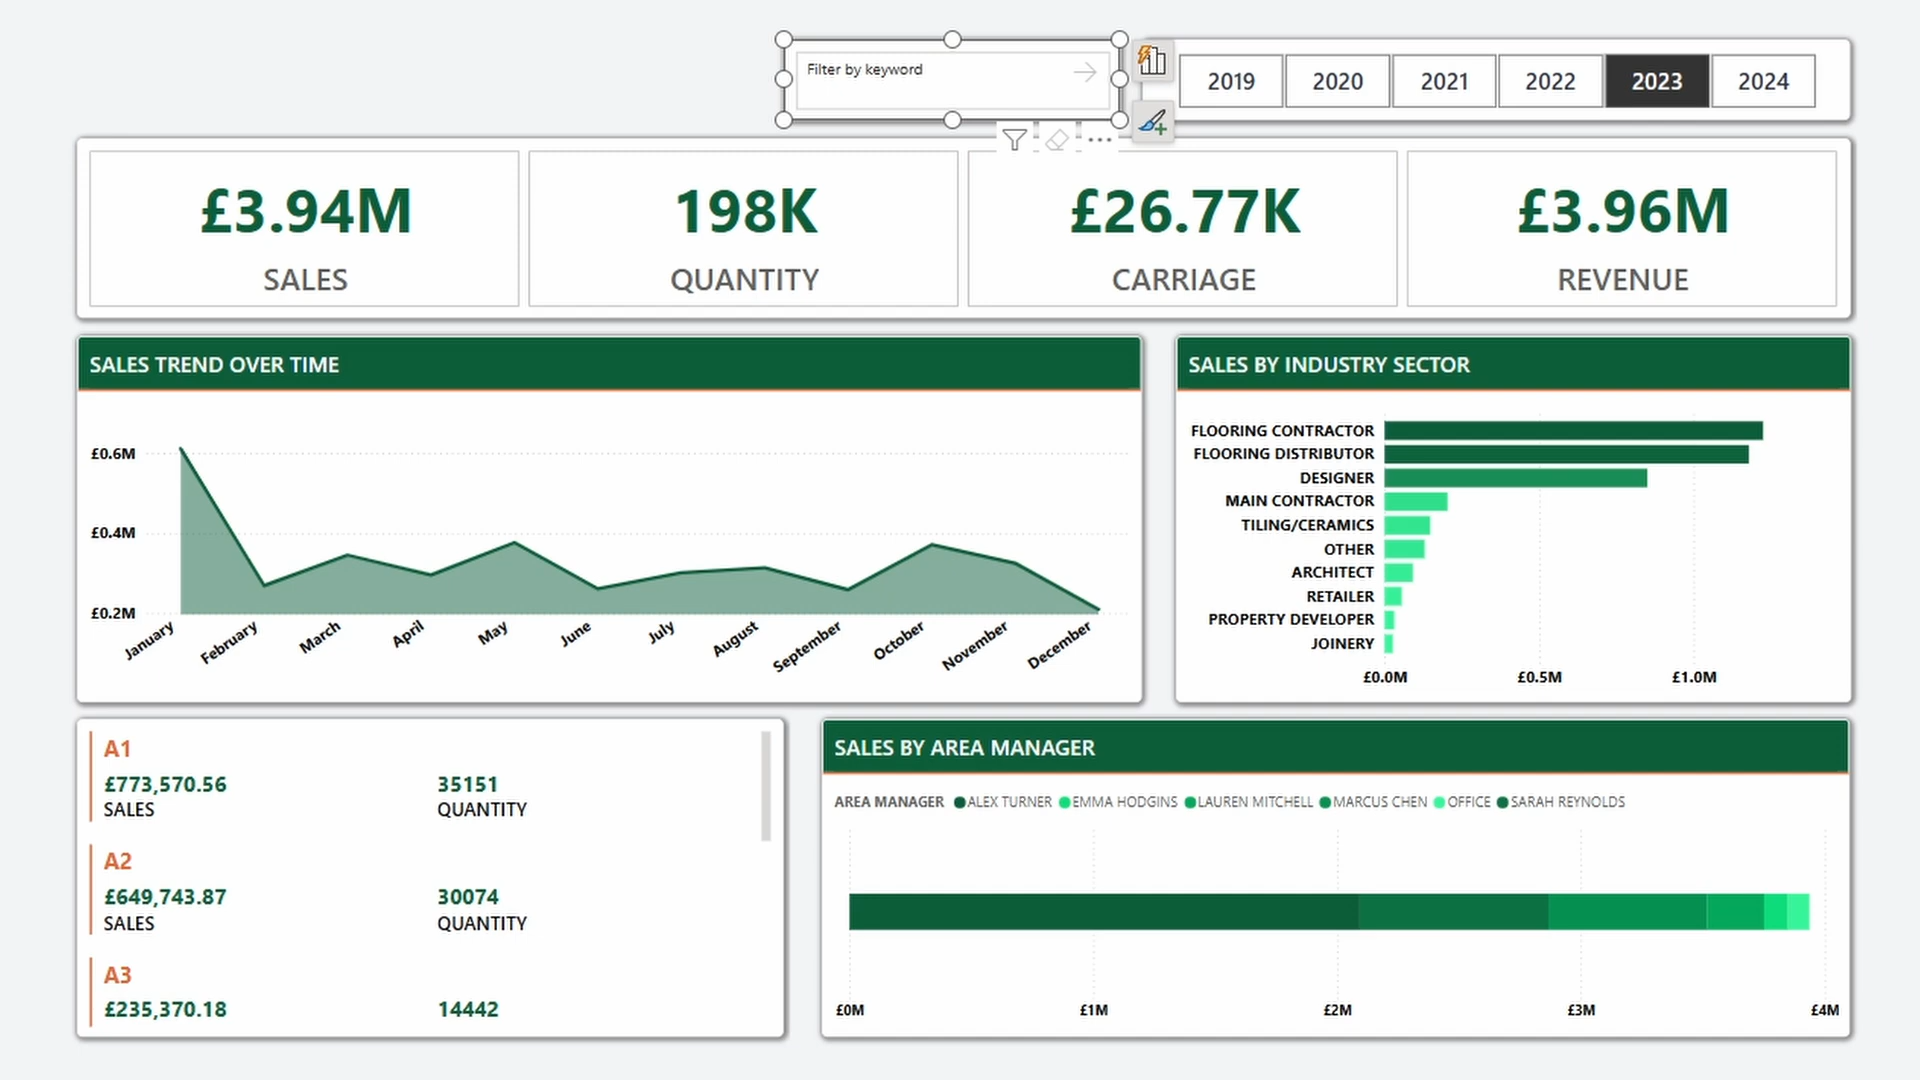 Filter by keyword
2019 2020 2021 2022 2023 2024
£3.94M
SALES
198K
QUANTITY
£26.77K
CARRIAGE
£3.96M
REVENUE
SALES TREND OVER TIME
£0.6M
£0.4M
£0.2M
January February March April May June July August September October November December
SALES BY INDUSTRY SECTOR
FLOORING CONTRACTOR
FLOORING DISTRIBUTOR
DESIGNER
MAIN CONTRACTOR
TILING/CERAMICS
OTHER
ARCHITECT
RETAILER
PROPERTY DEVELOPER
JOINERY
£0.0M £0.5M £1.0M
A1
£773,570.56 35151
SALES QUANTITY
A2
£649,743.87 30074
SALES QUANTITY
A3
£235,370.18 14442
SALES BY AREA MANAGER
AREA MANAGER ALEX TURNER EMMA HODGINS LAUREN MITCHELL MARCUS CHEN OFFICE SARAH REYNOLDS
£0M £1M £2M £3M £4M